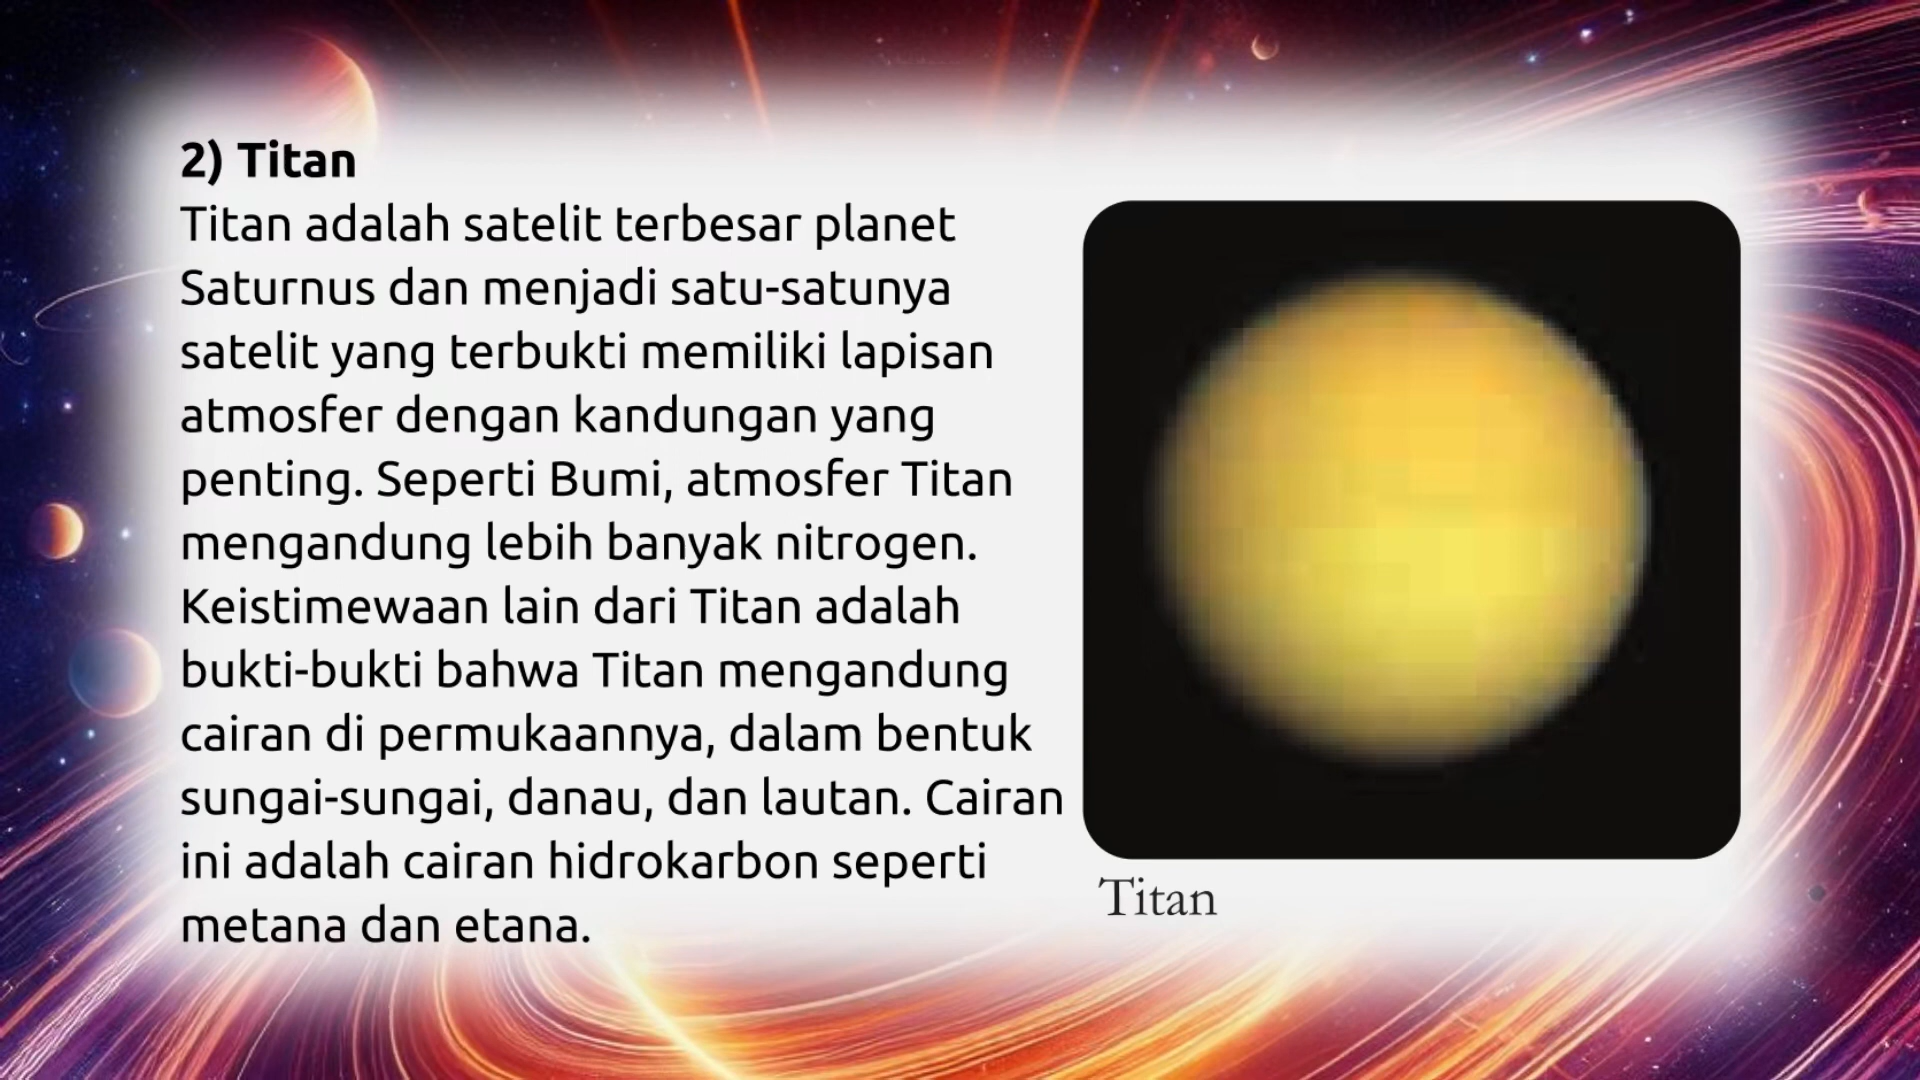 2) Titan
Titan adalah satelit terbesar planet
Saturnus dan menjadi satu-satunya
satelit yang terbukti memiliki lapisan
atmosfer dengan kandungan yang
penting. Seperti Bumi, atmosfer Titan
mengandung lebih banyak nitrogen.
Keistimewaan lain dari Titan adalah
bukti-bukti bahwa Titan mengandung
cairan di permukaannya, dalam bentuk
sungai-sungai, danau, dan lautan. Cairan
ini adalah cairan hidrokarbon seperti
metana dan etana.
Titan